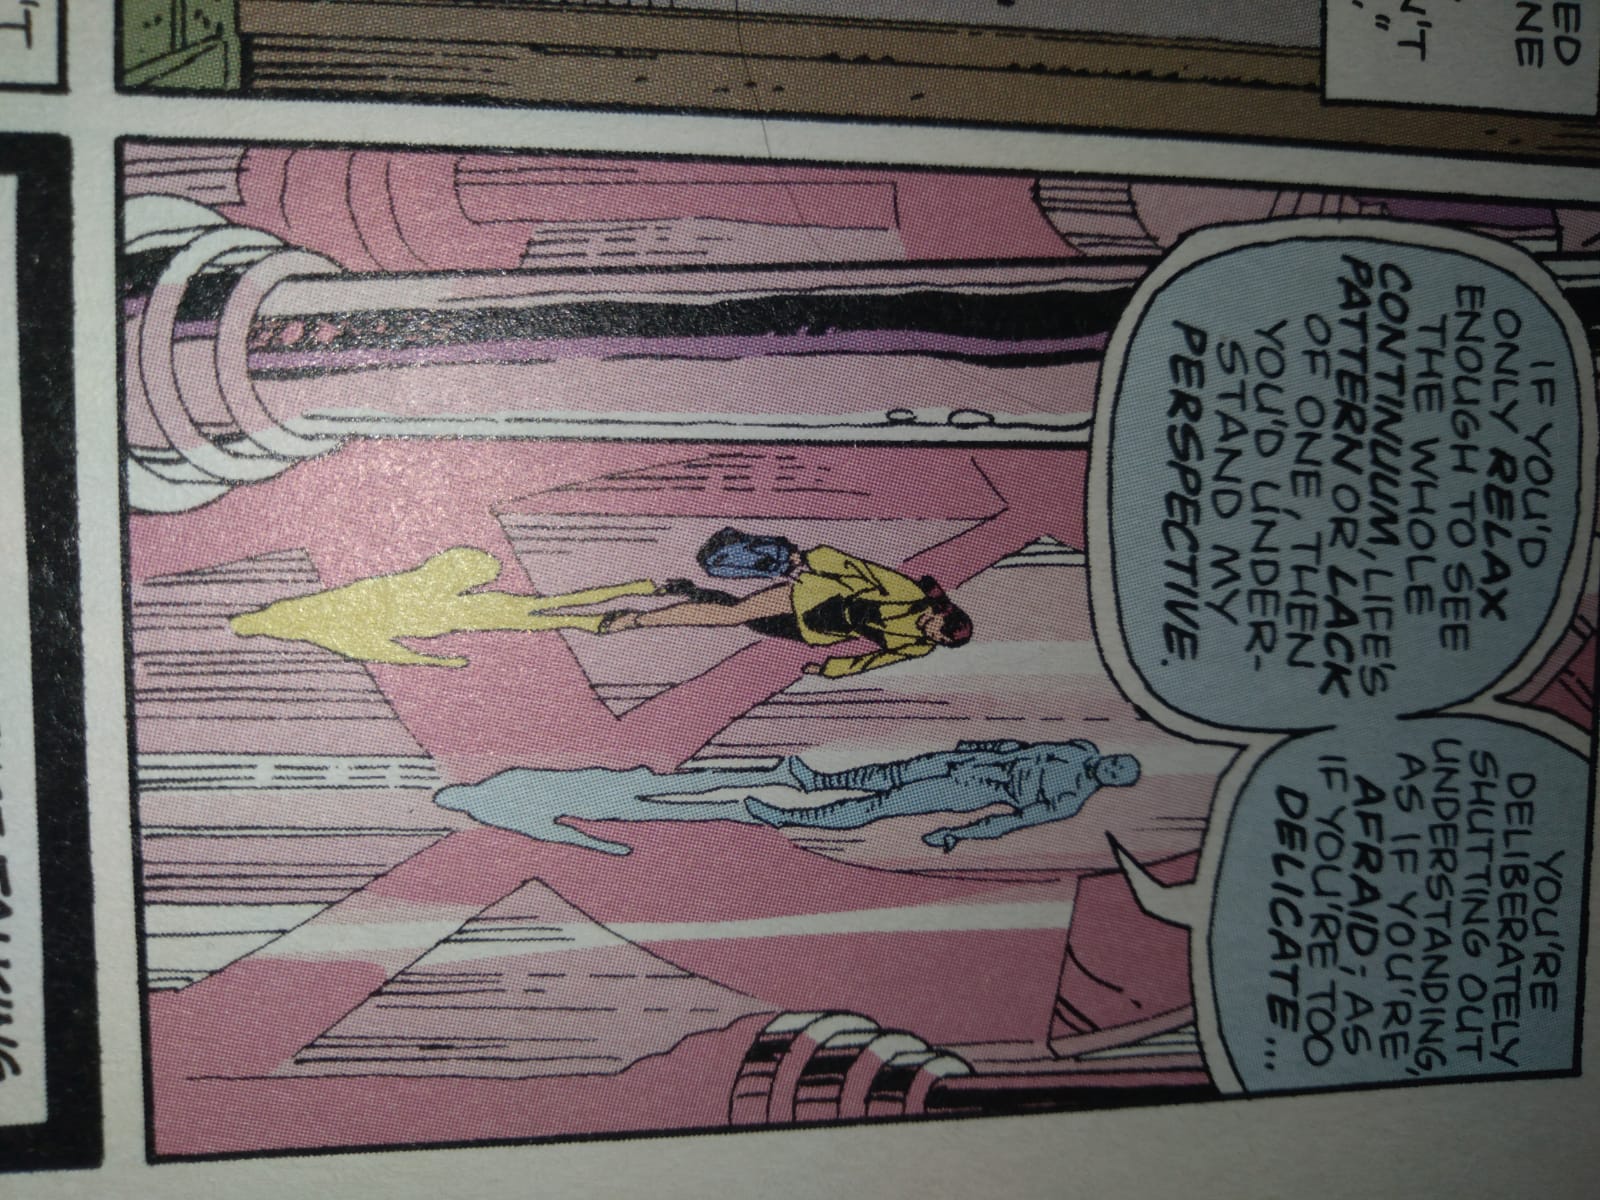 ED
NE
N'T
."
IF YOU'D
ONLY RELAX
ENOUGH TO SEE
THE WHOLE
CONTINUUM, LIFE'S
PATTERN OR LACK
OF ONE, THEN
YOU'D UNDER-
STAND MY
PERSPECTIVE.
YOU'RE
DELIBERATELY
SHUTTING OUT
UNDERSTANDING,
AS IF YOU'RE
AFRAID; AS
IF YOU'RE TOO
DELICATE...
'T
TALKING